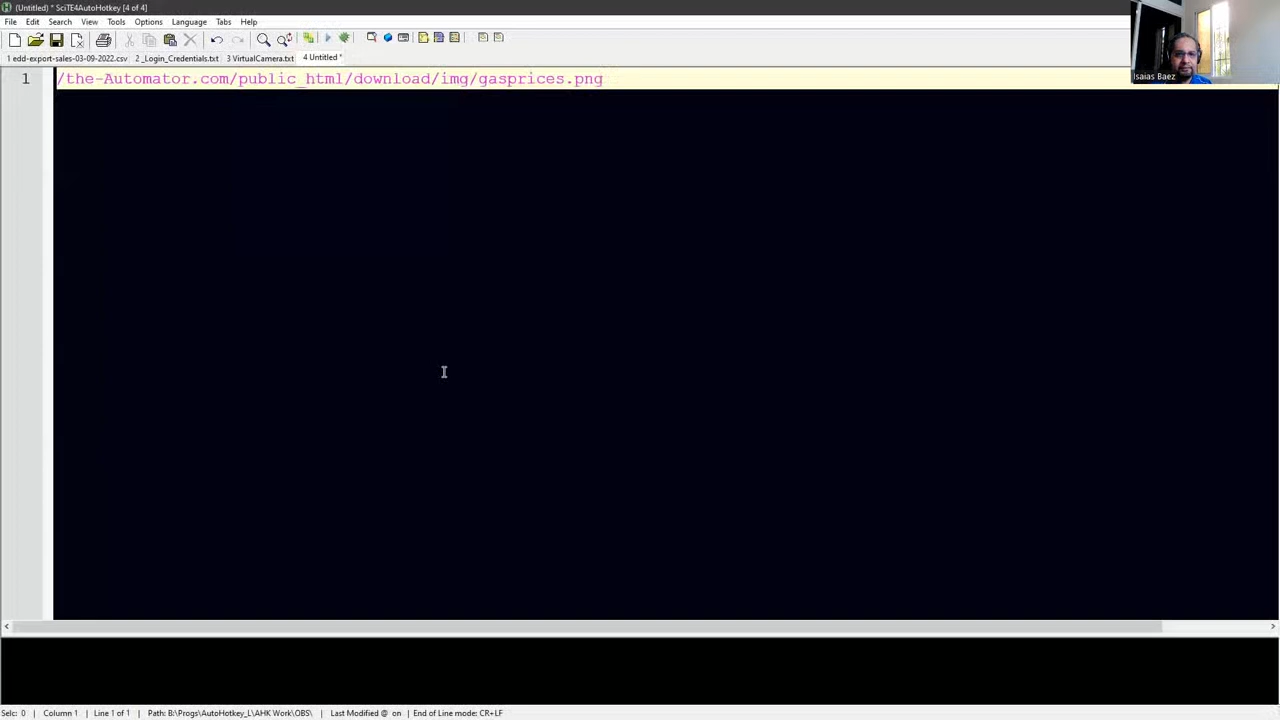 (Untitled) * SciTE4AutoHotkey [4 of 4]
File Edit Search View Tools Options Language Tabs Help
1 edd-export-sales-03-09-2022.csv 2 _Login_Credentials.txt 3 VirtualCamera.txt 4 Untitled *
1 /the-Automator.com/public_html/download/img/gasprices.png
Isaias Baez
Selc: 0 Column 1 Line 1 of 1 Path: B:\Progs\AutoHotkey_L\AHK Work\OBS\ Last Modified @ on End of Line mode: CR+LF